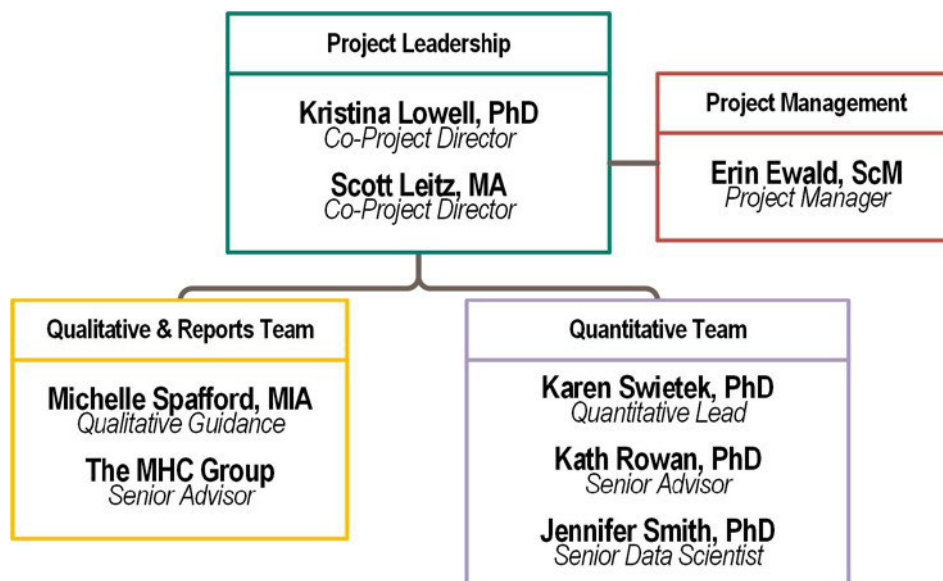 Project Leadership
Kristina Lowell, PhD
Co-Project Director
Scott Leitz, MA
Co-Project Director
Project Management
Erin Ewald, ScM
Project Manager
Qualitative & Reports Team
Michelle Spafford, MIA
Qualitative Guidance
The MHC Group
Senior Advisor
Quantitative Team
Karen Swietek, PhD
Quantitative Lead
Kath Rowan, PhD
Senior Advisor
Jennifer Smith, PhD
Senior Data Scientist